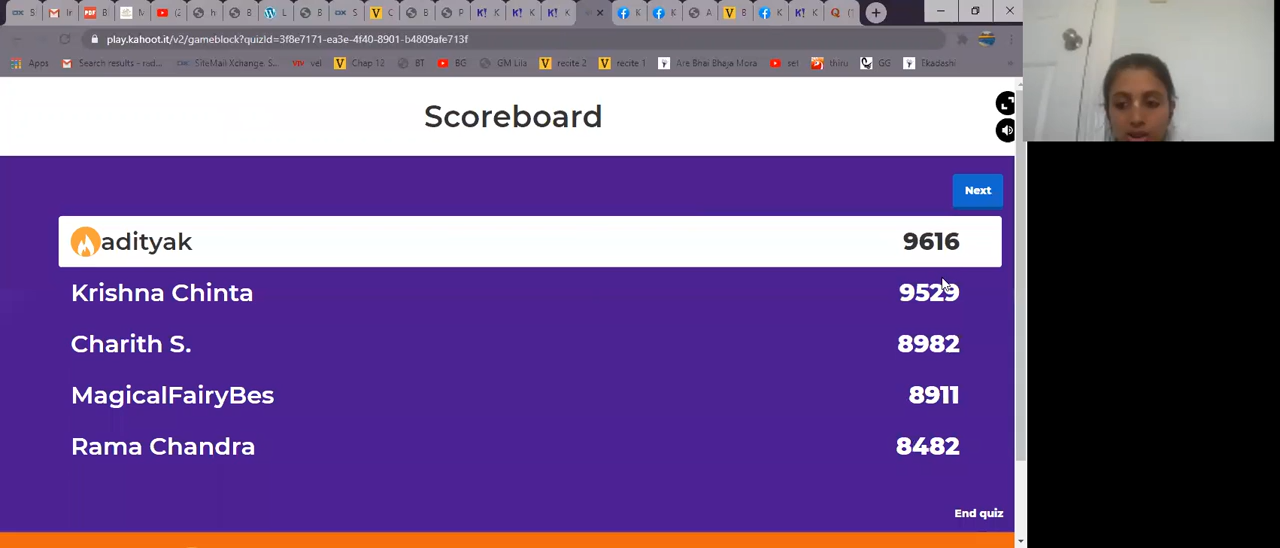 play.kahoot.it/v2/gameblock?quizId=3f8e7171-ea3e-4f40-8901-b4809afe713f
Apps Search results - rad... SiteMail Xchange. S... vel Chap 12 BT BG GM Lila recite 2 recite 1 Are Bhai Bhaja Mora sel thiru GG Ekadashi
Scoreboard
Next
adityak 9616
Krishna Chinta 9529
Charith S. 8982
MagicalFairyBes 8911
Rama Chandra 8482
End quiz